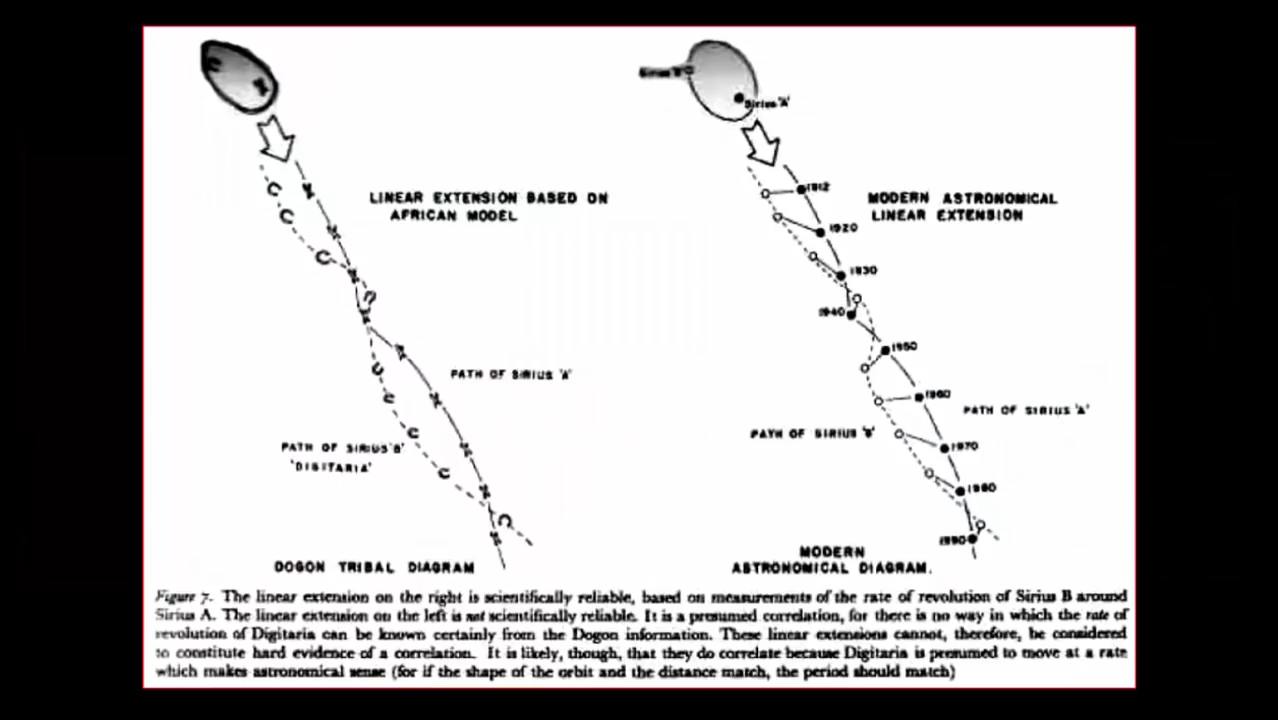 Sirius 'B'
Sirius 'A'
LINEAR EXTENSION BASED ON
AFRICAN MODEL
PATH OF SIRIUS 'A'
PATH OF SIRIUS 'B'
'DIGITARIA'
DOGON TRIBAL DIAGRAM
1912
MODERN ASTRONOMICAL
LINEAR EXTENSION
1920
1930
1940
1950
1960
PATH OF SIRIUS 'A'
PATH OF SIRIUS 'B'
1970
1980
1990
MODERN
ASTRONOMICAL DIAGRAM.
Figure 7. The linear extension on the right is scientifically reliable, based on measurements of the rate of revolution of Sirius B around
Sirius A. The linear extension on the left is not scientifically reliable. It is a presumed correlation, for there is no way in which the rate of
revolution of Digitaria can be known certainly from the Dogon information. These linear extensions cannot, therefore, be considered
to constitute hard evidence of a correlation. It is likely, though, that they do correlate because Digitaria is presumed to move at a rate
which makes astronomical sense (for if the shape of the orbit and the distance match, the period should match)